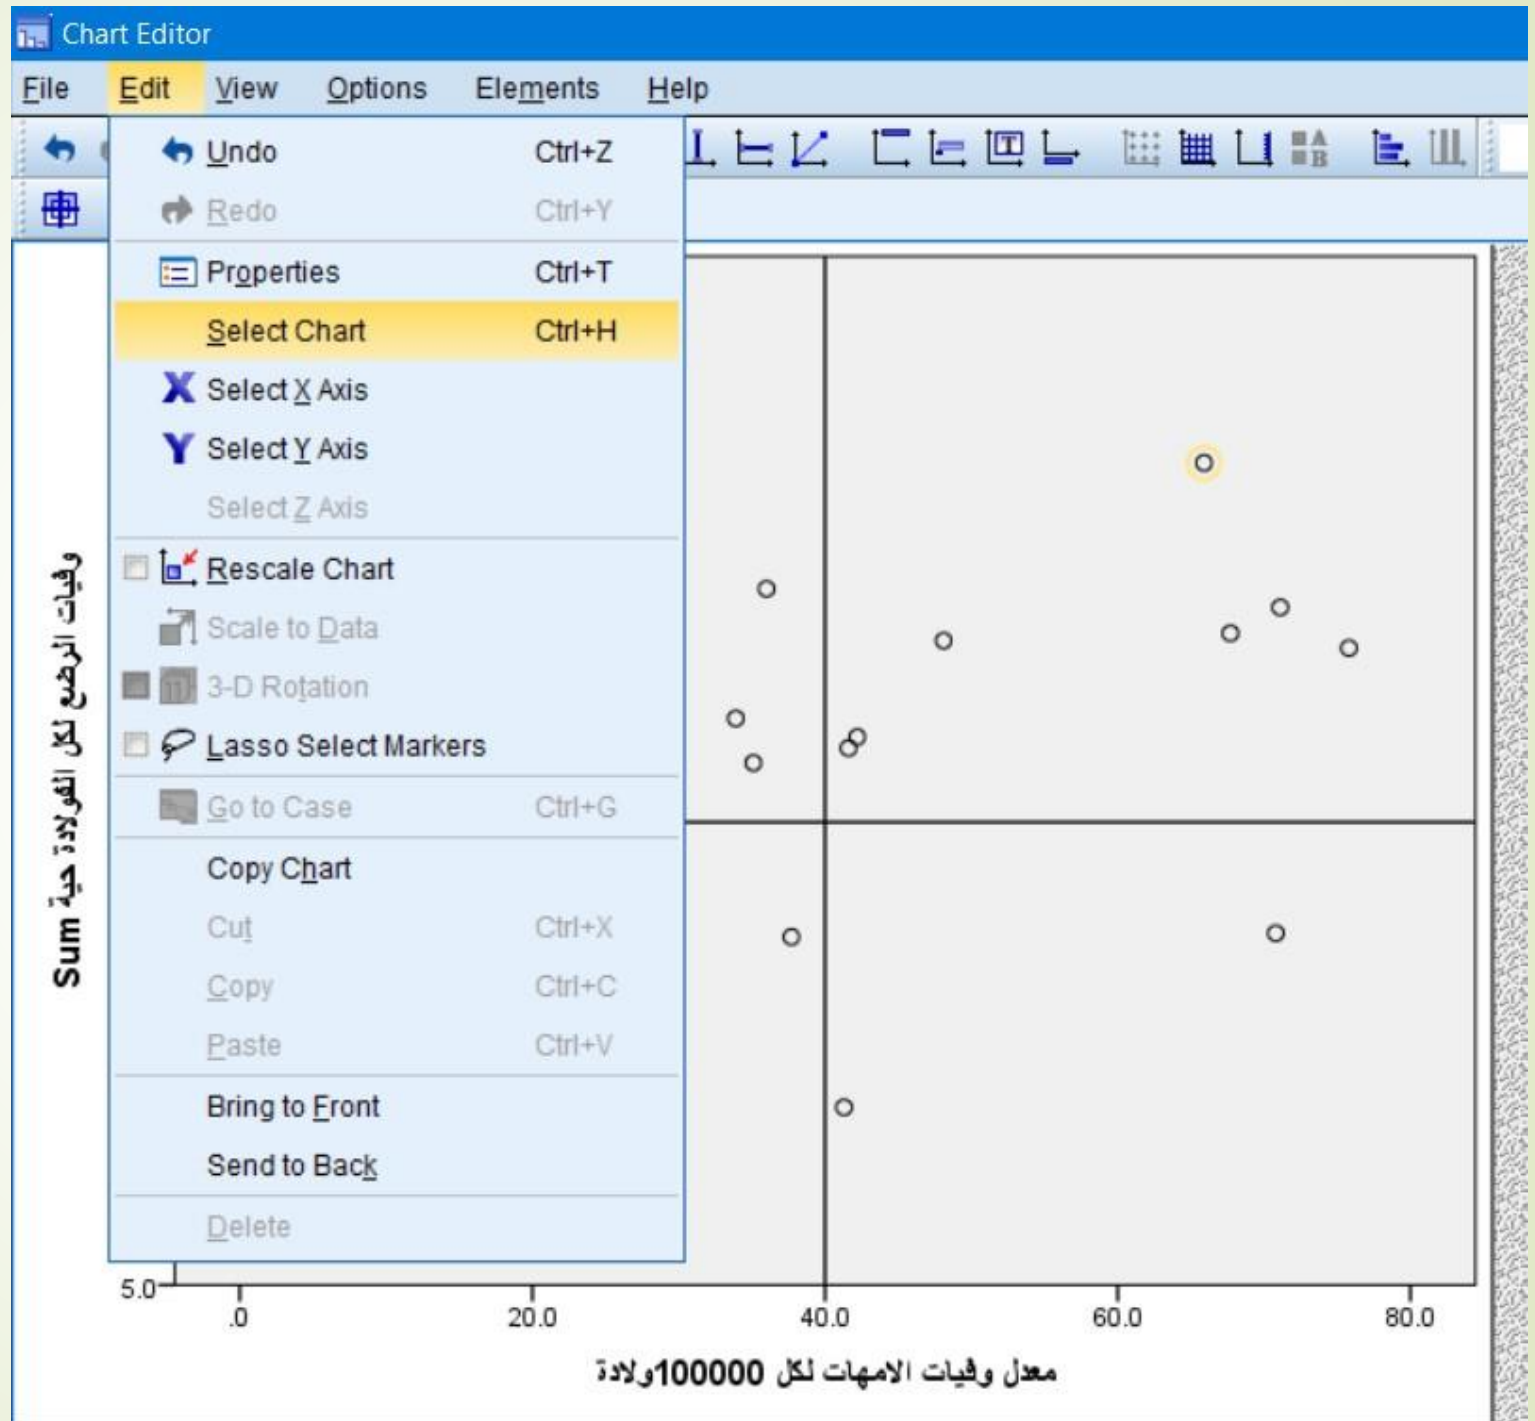 Chart Editor
File Edit View Options Elements Help
Undo Ctrl+Z
Redo Ctrl+Y
Properties Ctrl+T
Select Chart Ctrl+H
X Select X Axis
Y Select Y Axis
Select Z Axis
Rescale Chart
Scale to Data
3-D Rotation
Lasso Select Markers
Go to Case Ctrl+G
Copy Chart
Cut Ctrl+X
Copy Ctrl+C
Paste Ctrl+V
Bring to Front
Send to Back
Delete
T
A
B
وفيات الرضع لكل الفولادة حية Sum
5.0
.0 20.0 40.0 60.0 80.0
معدل وفيات الامهات لكل 100000ولادة